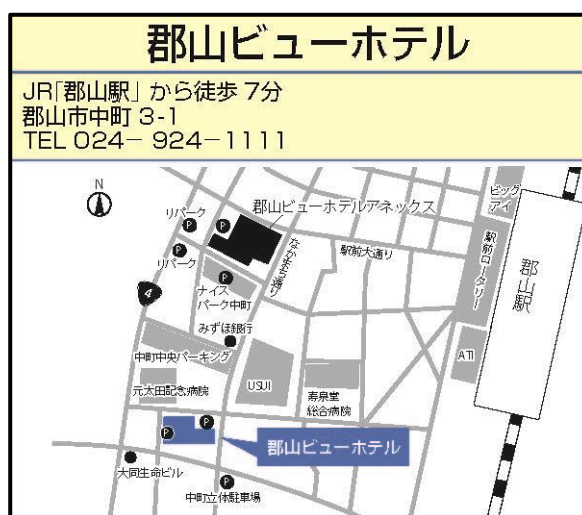 郡山ビューホテル
JR「郡山駅」から徒歩 7分
郡山市中町 3-1
TEL 024－924－1111
N
リパーク
P
P
郡山ビューホテルアネックス
ビッグ
アイ
リパーク
P
ナイス
パーク中町
なかまち通り
駅前大通り
駅前ロータリー
郡山駅
4
みずほ銀行
中町中央パーキング
ATI
元太田記念病院
USUI
寿泉堂
総合病院
P
P
郡山ビューホテル
大同生命ビル
P
中町立体駐車場